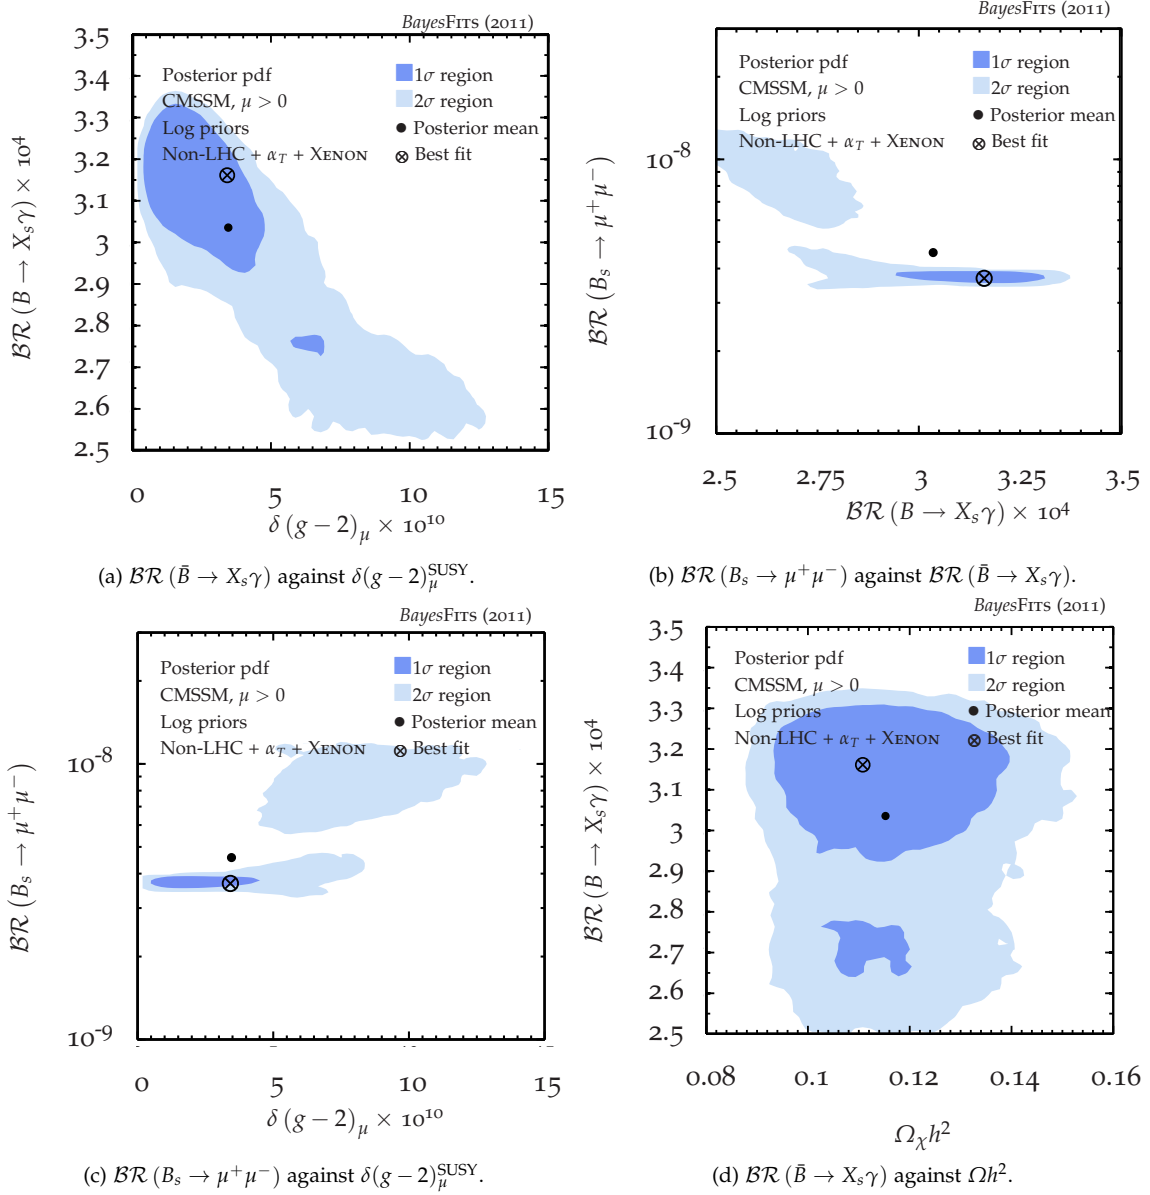 BayesFITS (2011)
3.5
3.4
3.3
3.2
3.1
3
2.9
2.8
2.7
2.6
2.5
BR (B → X_s γ) × 10^4
Posterior pdf
CMSSM, μ > 0
Log priors
Non-LHC + α_T + XENON
1σ region
2σ region
Posterior mean
Best fit
0 5 10 15
δ (g − 2)_μ × 10^10
(a) BR (B̄ → X_s γ) against δ(g − 2)_μ^SUSY.
BayesFITS (2011)
10^-8
10^-9
BR (B_s → μ^+ μ^−)
Posterior pdf
CMSSM, μ > 0
Log priors
Non-LHC + α_T + XENON
1σ region
2σ region
Posterior mean
Best fit
2.5 2.75 3 3.25 3.5
BR (B → X_s γ) × 10^4
(b) BR (B_s → μ^+ μ^−) against BR (B̄ → X_s γ).
BayesFITS (2011)
10^-8
10^-9
BR (B_s → μ^+ μ^−)
Posterior pdf
CMSSM, μ > 0
Log priors
Non-LHC + α_T + XENON
1σ region
2σ region
Posterior mean
Best fit
0 5 10 15
δ (g − 2)_μ × 10^10
(c) BR (B_s → μ^+ μ^−) against δ(g − 2)_μ^SUSY.
BayesFITS (2011)
3.5
3.4
3.3
3.2
3.1
3
2.9
2.8
2.7
2.6
2.5
BR (B → X_s γ) × 10^4
Posterior pdf
CMSSM, μ > 0
Log priors
Non-LHC + α_T + XENON
1σ region
2σ region
Posterior mean
Best fit
0.08 0.1 0.12 0.14 0.16
Ω_χ h^2
(d) BR (B̄ → X_s γ) against Ωh^2.